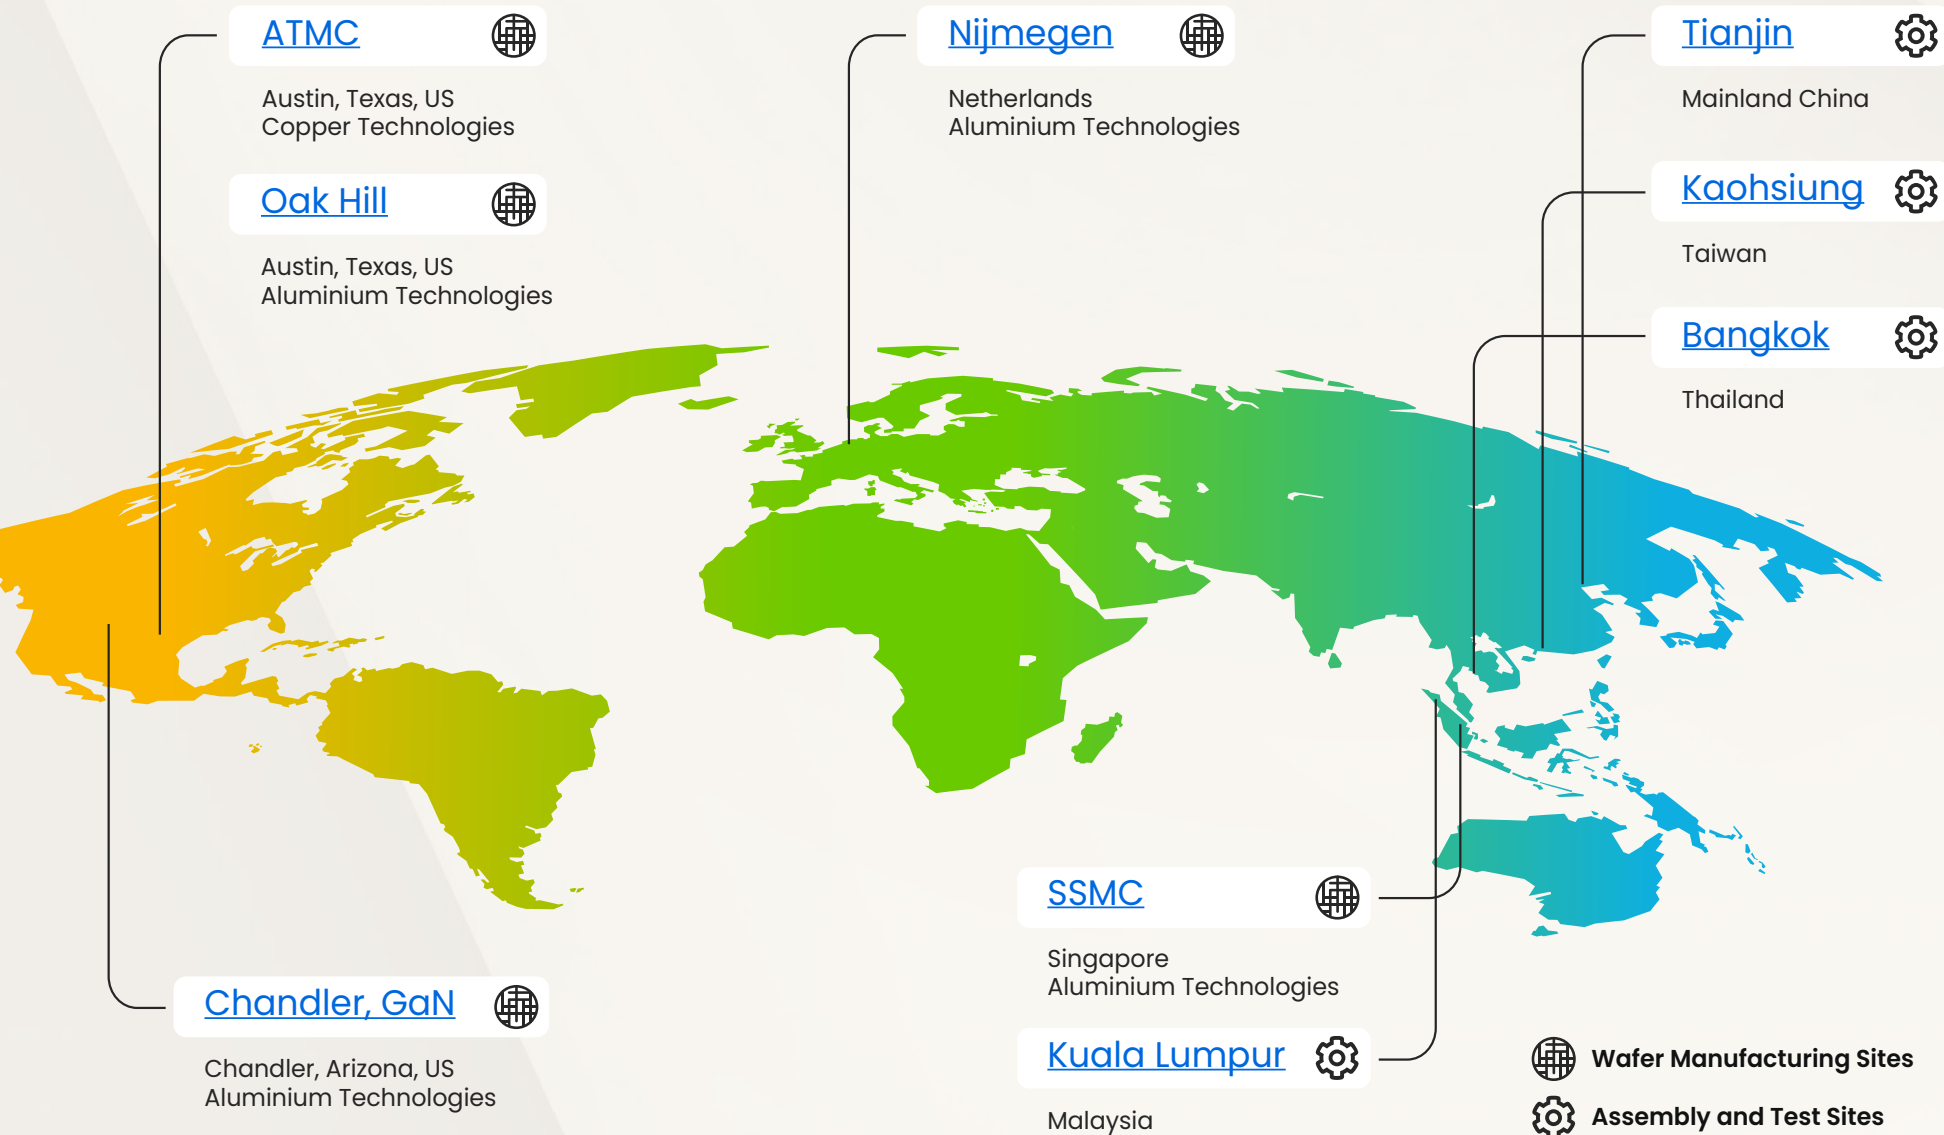 ATMC
Austin, Texas, US
Copper Technologies
Oak Hill
Austin, Texas, US
Aluminium Technologies
Nijmegen
Netherlands
Aluminium Technologies
Tianjin
Mainland China
Kaohsiung
Taiwan
Bangkok
Thailand
Chandler, GaN
Chandler, Arizona, US
Aluminium Technologies
SSMC
Singapore
Aluminium Technologies
Kuala Lumpur
Malaysia
Wafer Manufacturing Sites
Assembly and Test Sites